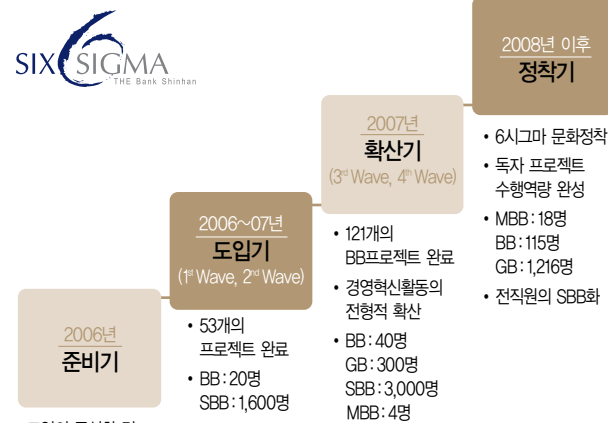 SIX SIGMA
THE Bank Shinhan
2006년
준비기
2006~07년
도입기
(1st Wave, 2nd Wave)
• 53개의
프로젝트 완료
• BB : 20명
SBB : 1,600명
2007년
확산기
(3rd Wave, 4th Wave)
• 121개의
BB프로젝트 완료
• 경영혁신활동의
전형적 확산
• BB : 40명
GB : 300명
SBB : 3,000명
MBB : 4명
2008년 이후
정착기
• 6시그마 문화정착
• 독자 프로젝트
수행역량 완성
• MBB : 18명
BB : 115명
GB : 1,216명
• 전직원의 SBB화